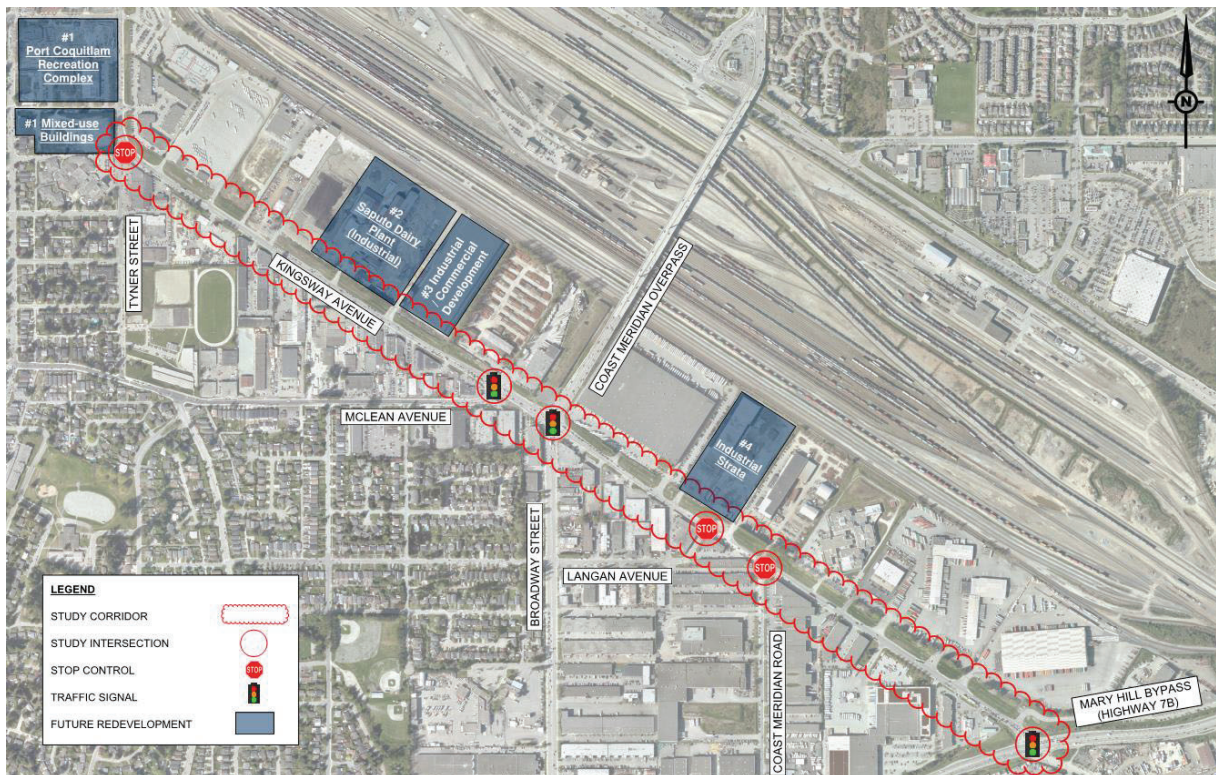 #1
Port Coquitlam
Recreation
Complex
#1 Mixed-use
Buildings
STOP
N
#2
Saputo Dairy
Plant
(Industrial)
#3 Industrial
/ Commercial
Development
TYNER STREET
KINGSWAY AVENUE
COAST MERIDIAN OVERPASS
MCLEAN AVENUE
#4
Industrial
Strata
STOP
STOP
BROADWAY STREET
LANGAN AVENUE
COAST MERIDIAN ROAD
MARY HILL BYPASS
(HIGHWAY 7B)
LEGEND
STUDY CORRIDOR
STUDY INTERSECTION
STOP CONTROL
STOP
TRAFFIC SIGNAL
FUTURE REDEVELOPMENT